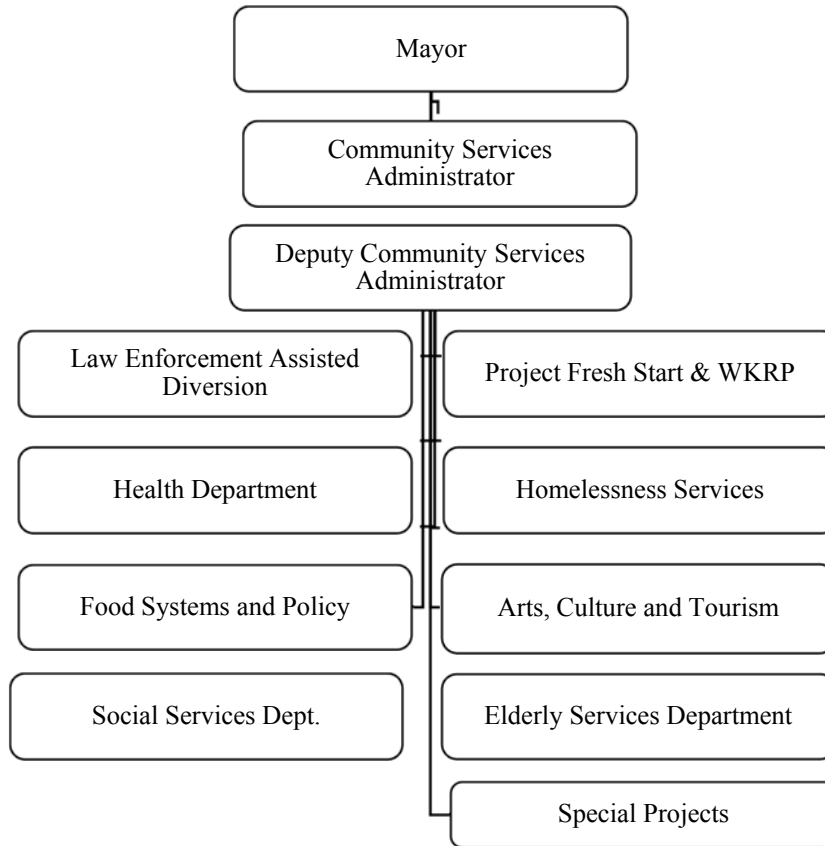 Mayor
Community Services
Administrator
Deputy Community Services
Administrator
Law Enforcement Assisted
Diversion
Project Fresh Start & WKRP
Health Department
Homelessness Services
Food Systems and Policy
Arts, Culture and Tourism
Social Services Dept.
Elderly Services Department
Special Projects